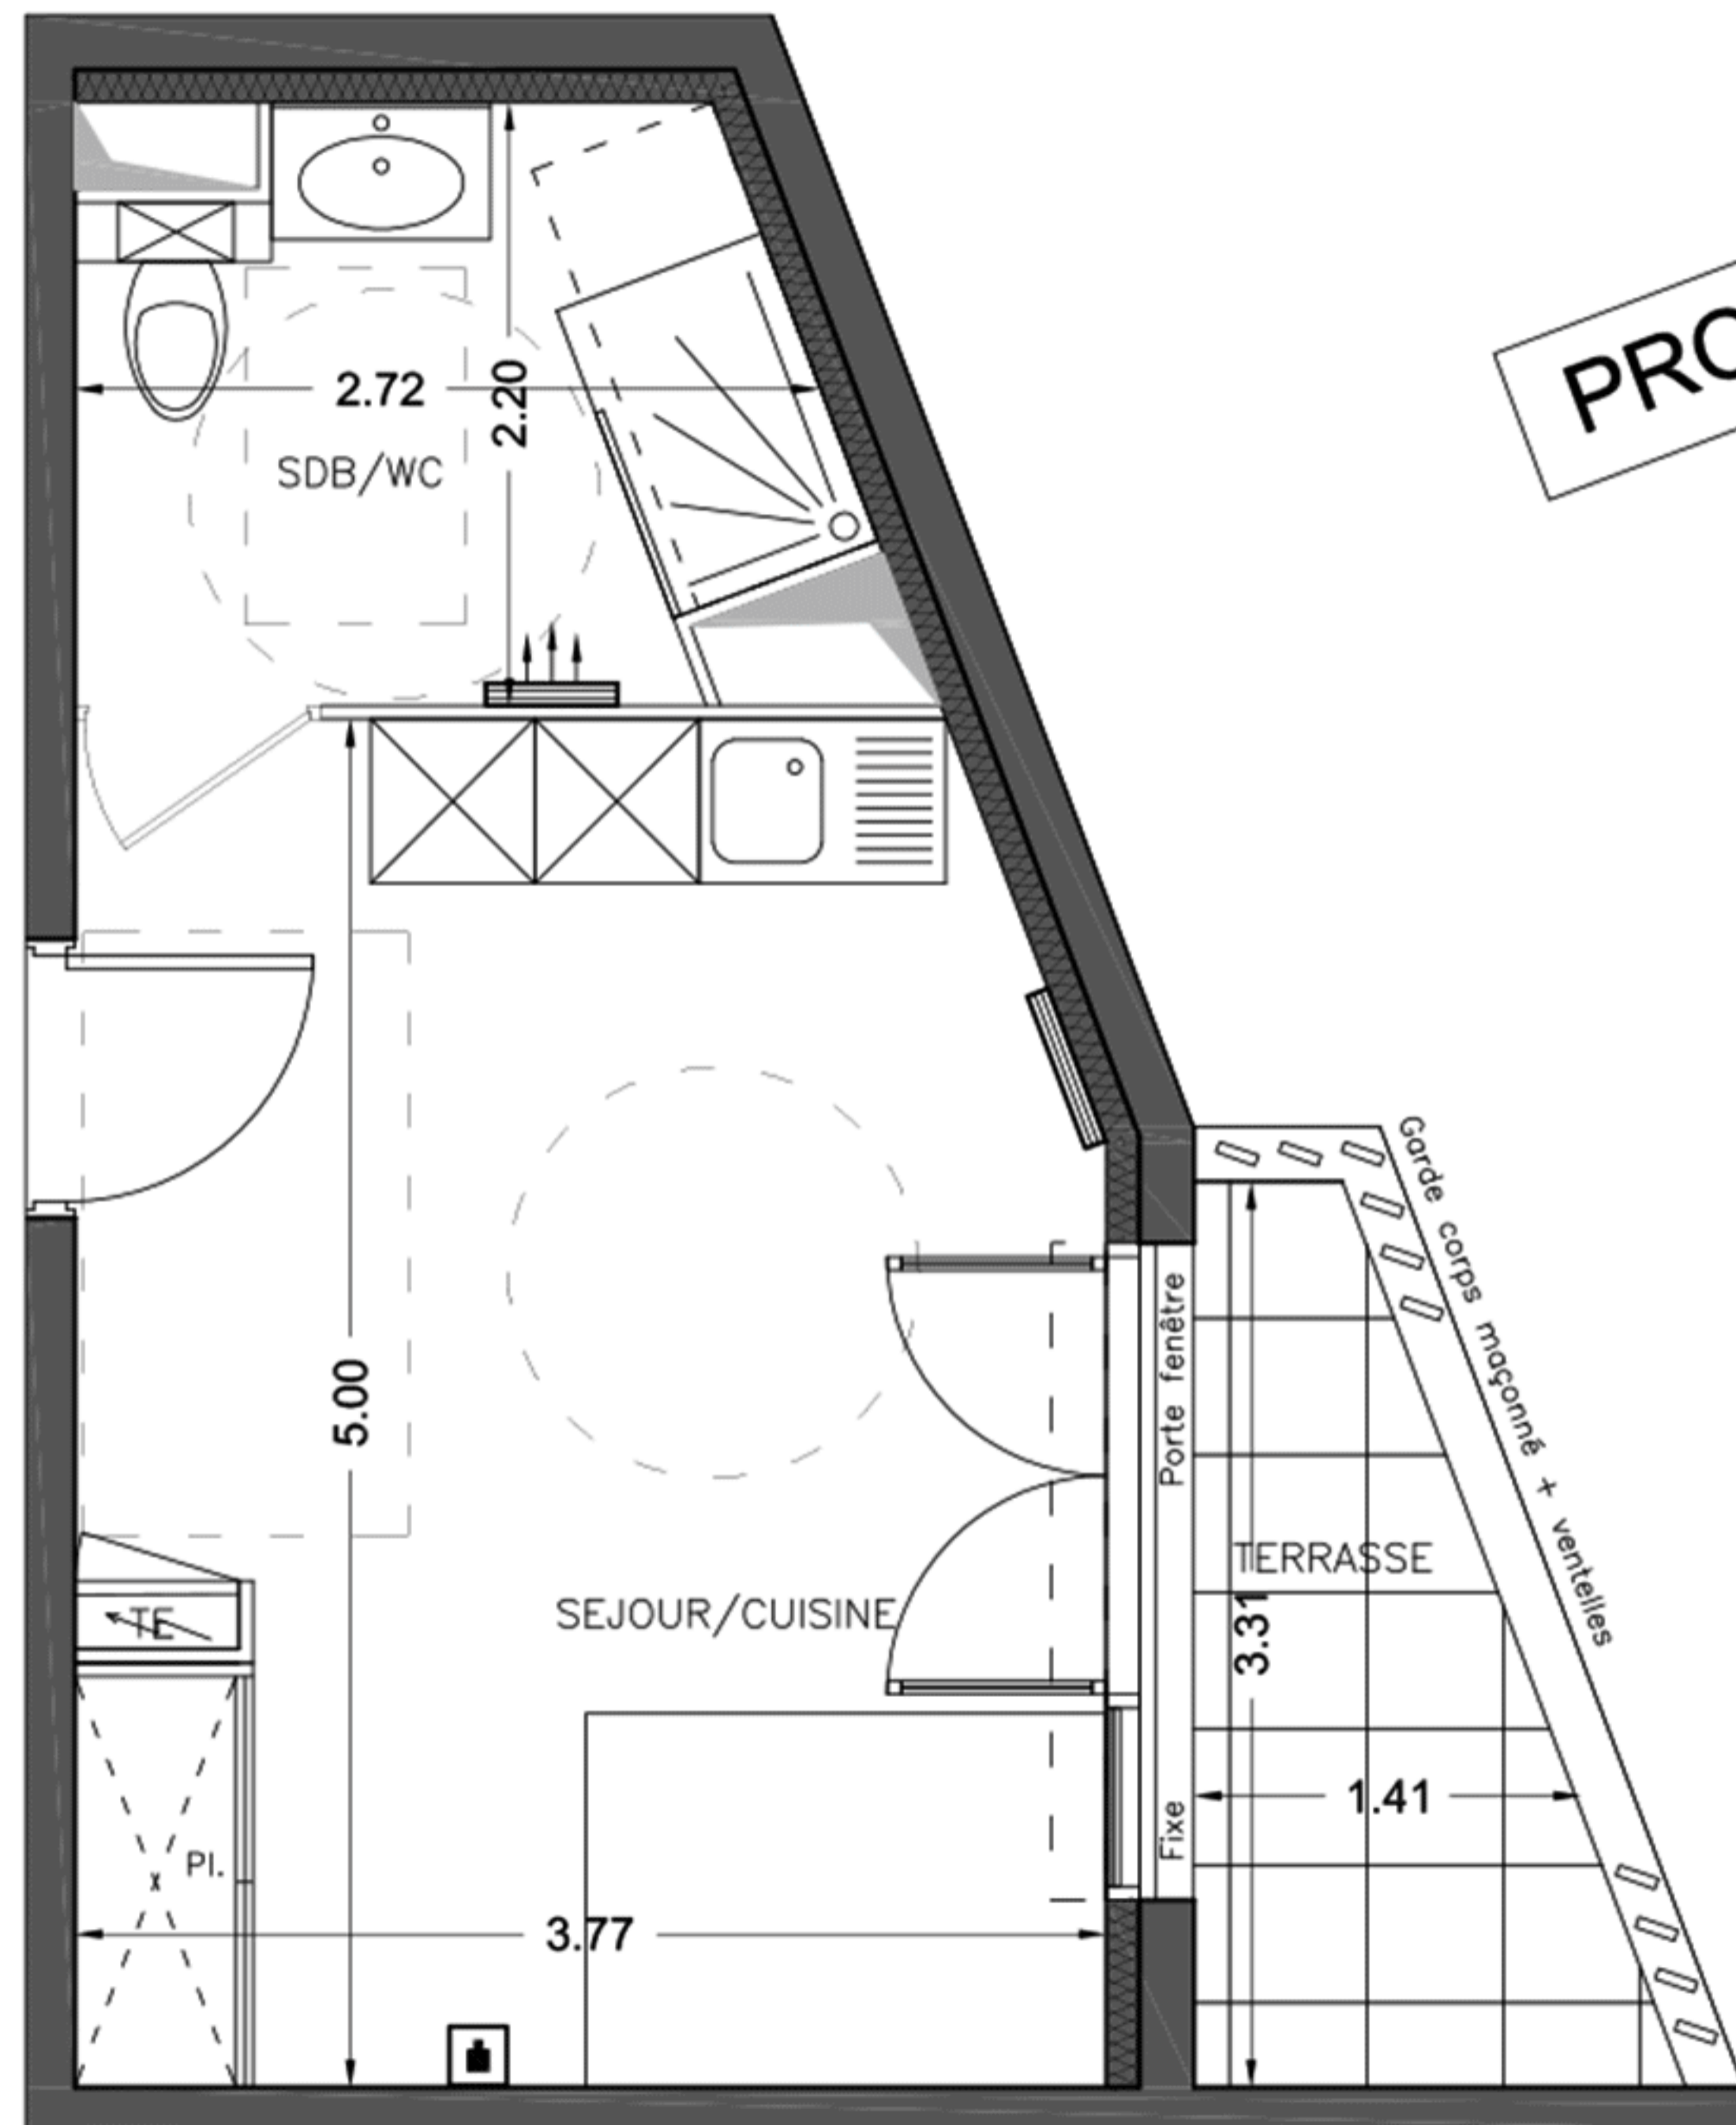 2.72
2.20
SDB/WC
PRO
5.00
Garde corps maçonné + ventelles
Porte fenêtre
TERRASSE
3.31
SEJOUR/CUISINE
TE
Pl.
Fixe
1.41
3.77